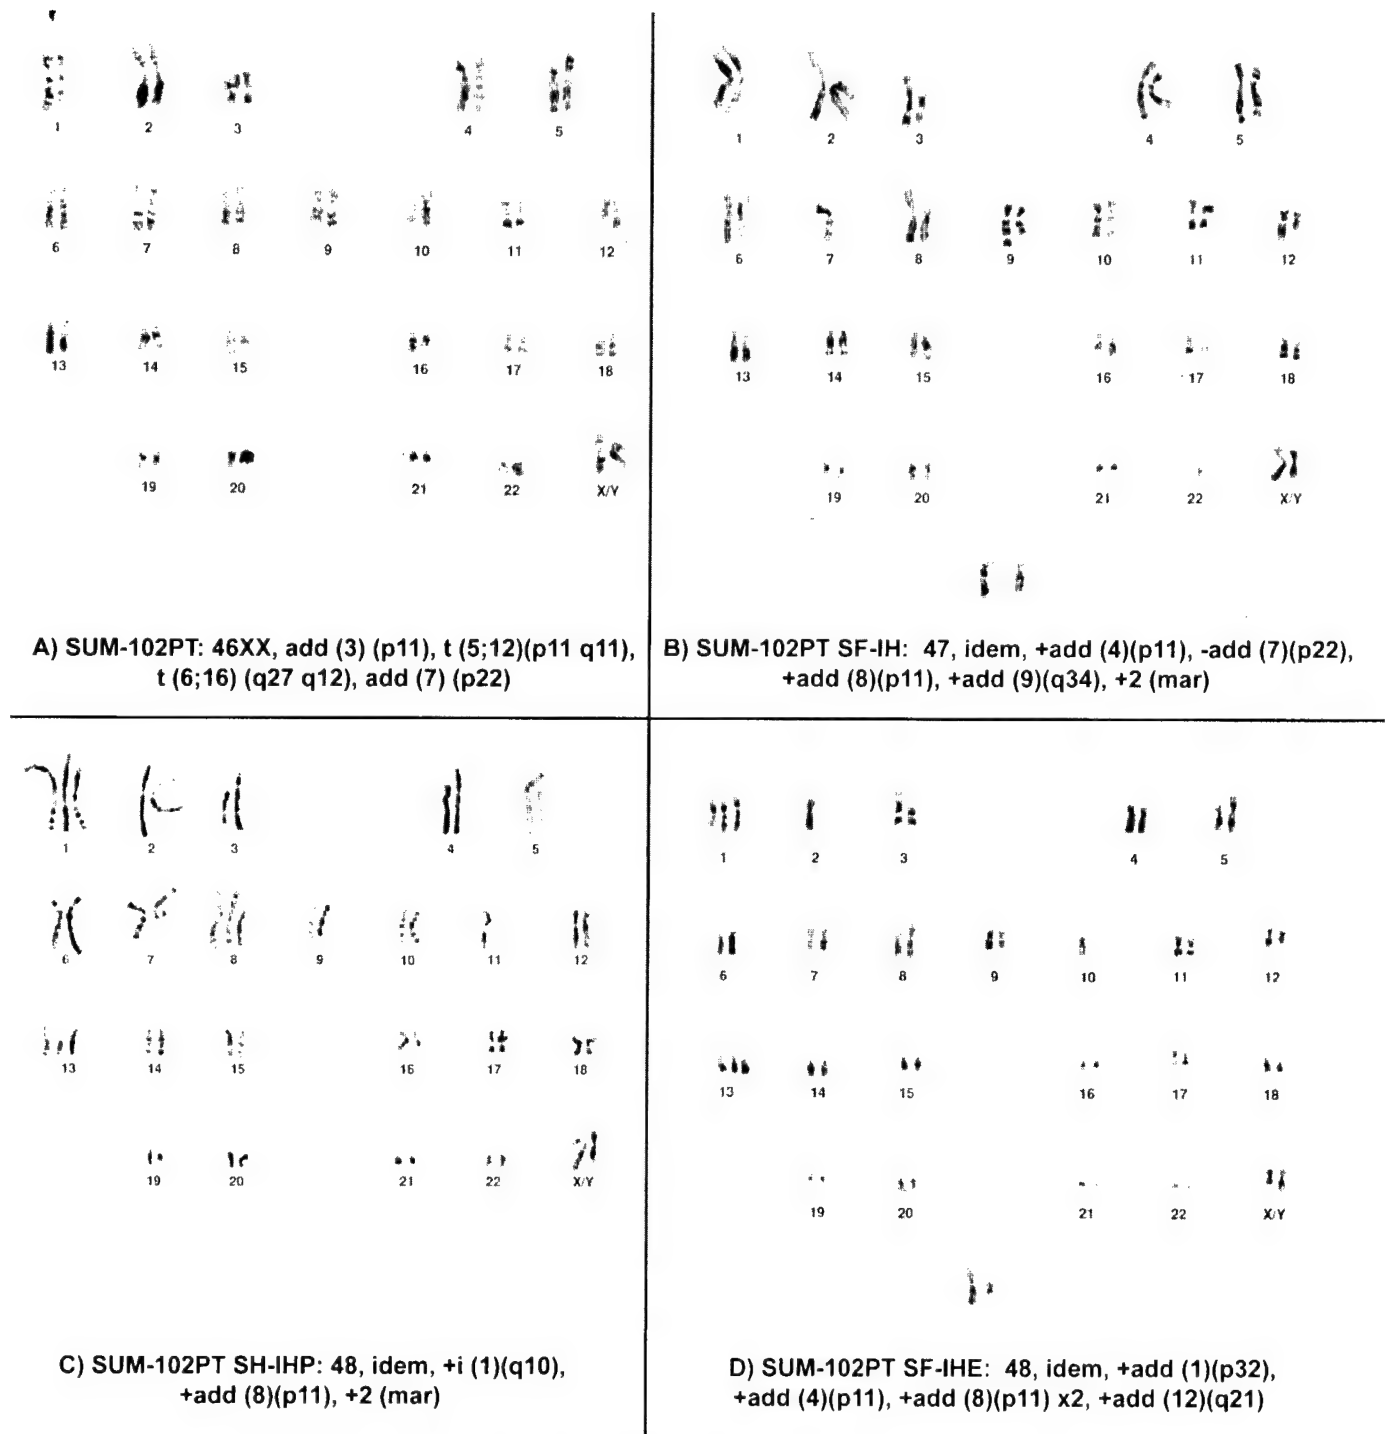 1 2 3 4 5
6 7 8 9 10 11 12
13 14 15 16 17 18
19 20 21 22 X/Y
A) SUM-102PT: 46XX, add (3) (p11), t (5;12)(p11 q11),
t (6;16) (q27 q12), add (7) (p22)
1 2 3 4 5
6 7 8 9 10 11 12
13 14 15 16 17 18
19 20 21 22 X/Y
B) SUM-102PT SF-IH: 47, idem, +add (4)(p11), -add (7)(p22),
+add (8)(p11), +add (9)(q34), +2 (mar)
1 2 3 4 5
6 7 8 9 10 11 12
13 14 15 16 17 18
19 20 21 22 X/Y
C) SUM-102PT SH-IHP: 48, idem, +i (1)(q10),
+add (8)(p11), +2 (mar)
1 2 3 4 5
6 7 8 9 10 11 12
13 14 15 16 17 18
19 20 21 22 X/Y
D) SUM-102PT SF-IHE: 48, idem, +add (1)(p32),
+add (4)(p11), +add (8)(p11) x2, +add (12)(q21)